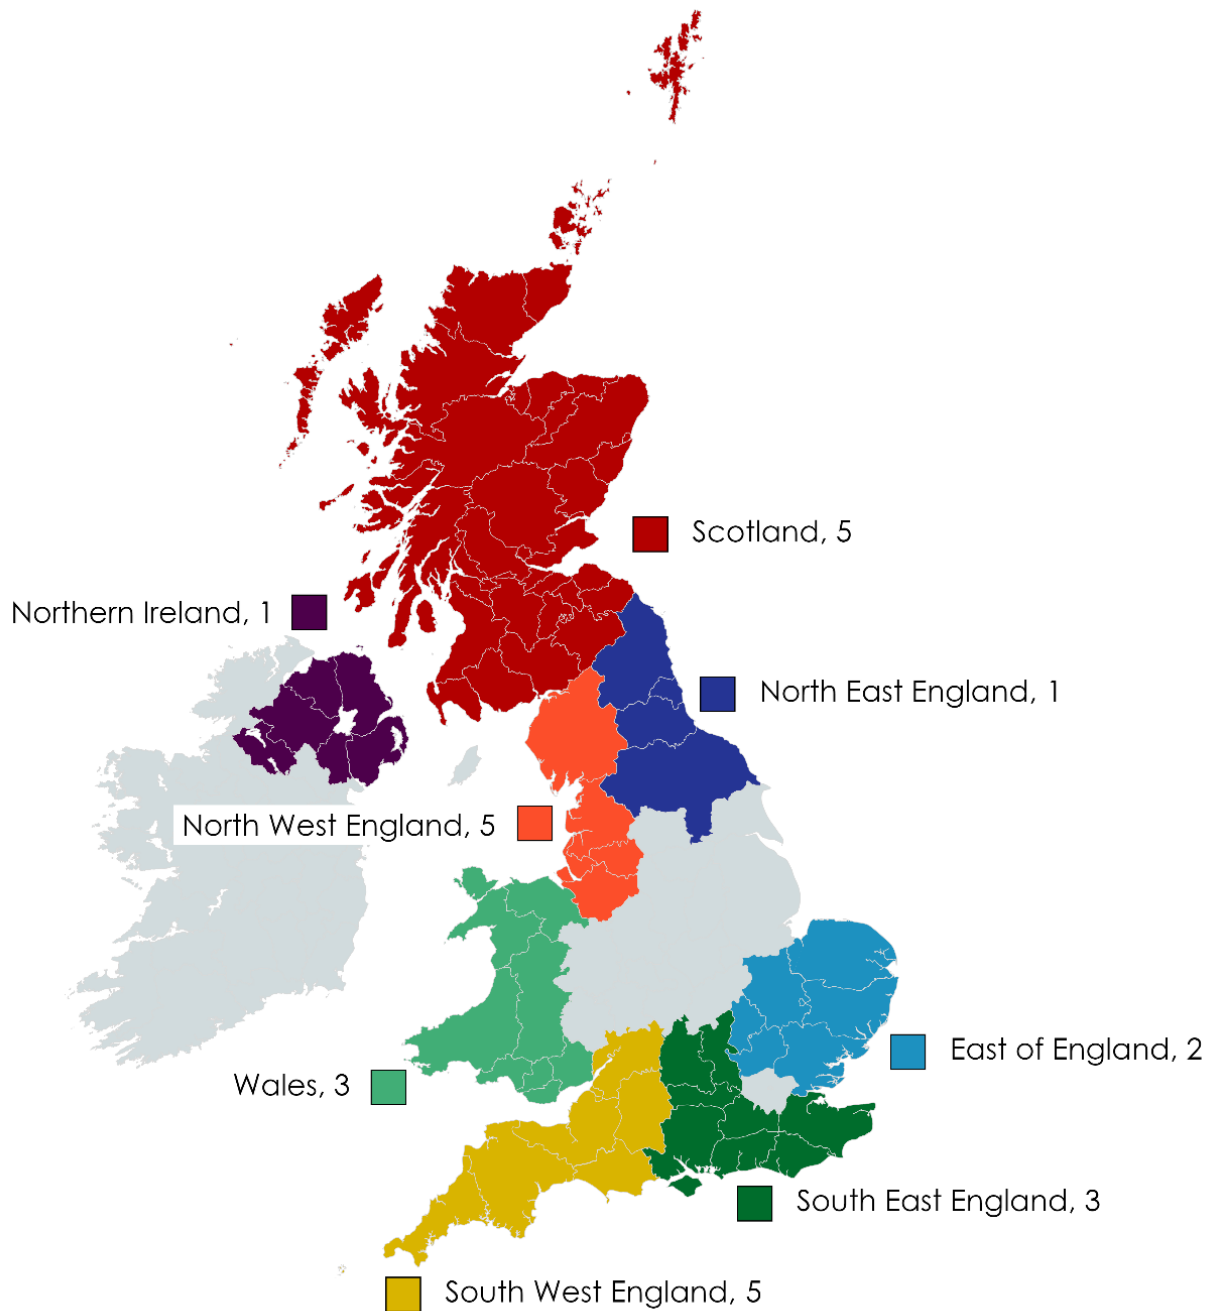 Scotland, 5
Northern Ireland, 1
North East England, 1
North West England, 5
East of England, 2
Wales, 3
South East England, 3
South West England, 5